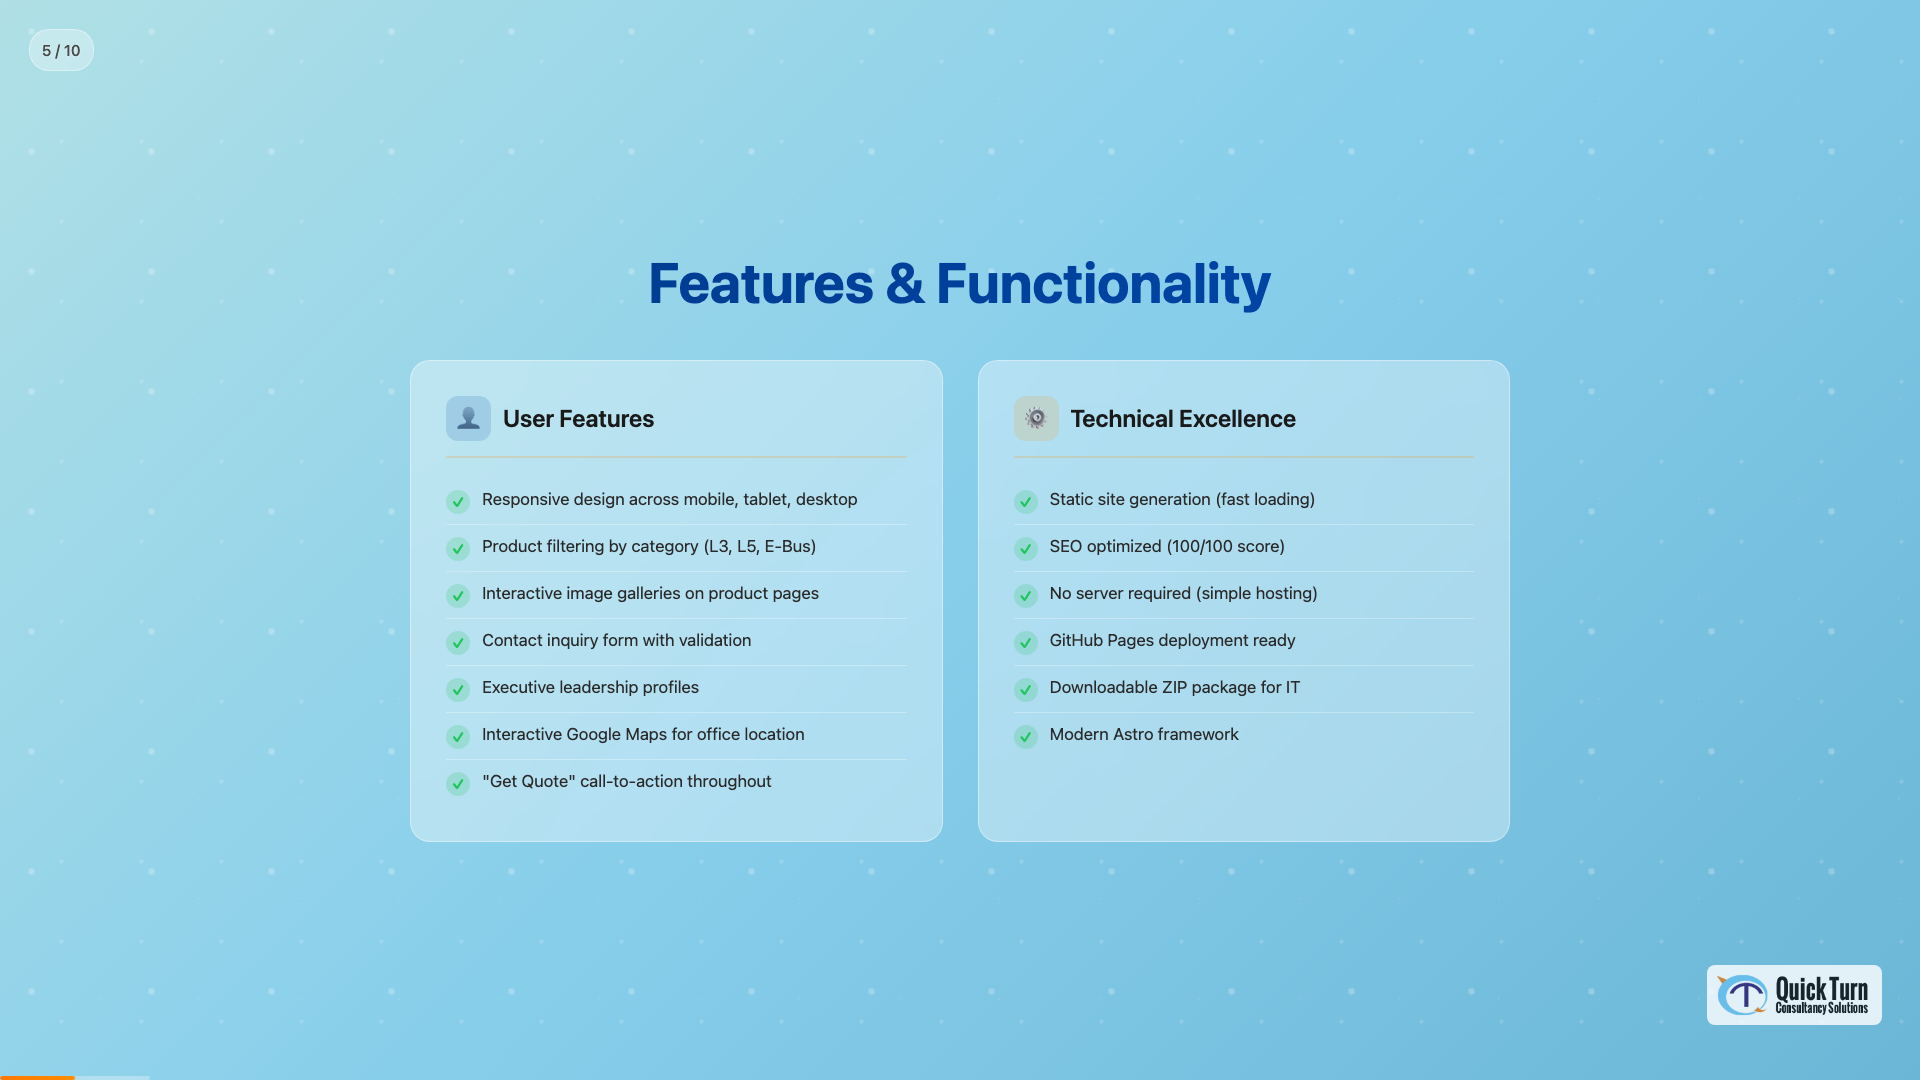 5 / 10
Features & Functionality
User Features
Responsive design across mobile, tablet, desktop
Product filtering by category (L3, L5, E-Bus)
Interactive image galleries on product pages
Contact inquiry form with validation
Executive leadership profiles
Interactive Google Maps for office location
"Get Quote" call-to-action throughout
Technical Excellence
Static site generation (fast loading)
SEO optimized (100/100 score)
No server required (simple hosting)
GitHub Pages deployment ready
Downloadable ZIP package for IT
Modern Astro framework
Quick Turn
Consultancy Solutions